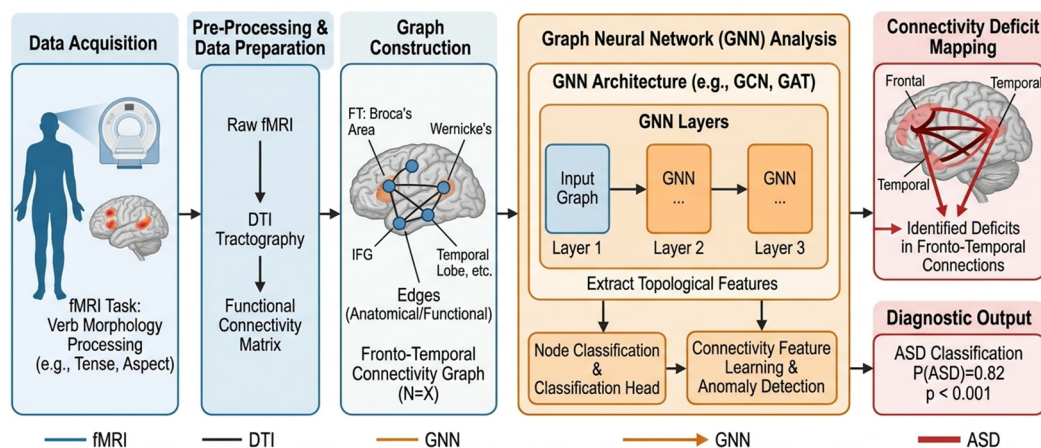 Data Acquisition
fMRI Task:
Verb Morphology
Processing
(e.g., Tense, Aspect)
Pre-Processing &
Data Preparation
Raw fMRI
DTI
Tractography
Functional
Connectivity
Matrix
Graph
Construction
FT: Broca's
Area
Wernicke's
IFG
Temporal
Lobe, etc.
Edges
(Anatomical/Functional)
Fronto-Temporal
Connectivity Graph
(N=X)
Graph Neural Network (GNN) Analysis
GNN Architecture (e.g., GCN, GAT)
GNN Layers
Input
Graph
GNN
...
GNN
...
Layer 1
Layer 2
Layer 3
Extract Topological Features
Node Classification
&
Classification Head
Connectivity Feature
Learning &
Anomaly Detection
Connectivity Deficit
Mapping
Frontal
Temporal
Temporal
Identified Deficits
in Fronto-Temporal
Connections
Diagnostic Output
ASD Classification
P(ASD)=0.82
p < 0.001
fMRI
DTI
GNN
GNN
ASD